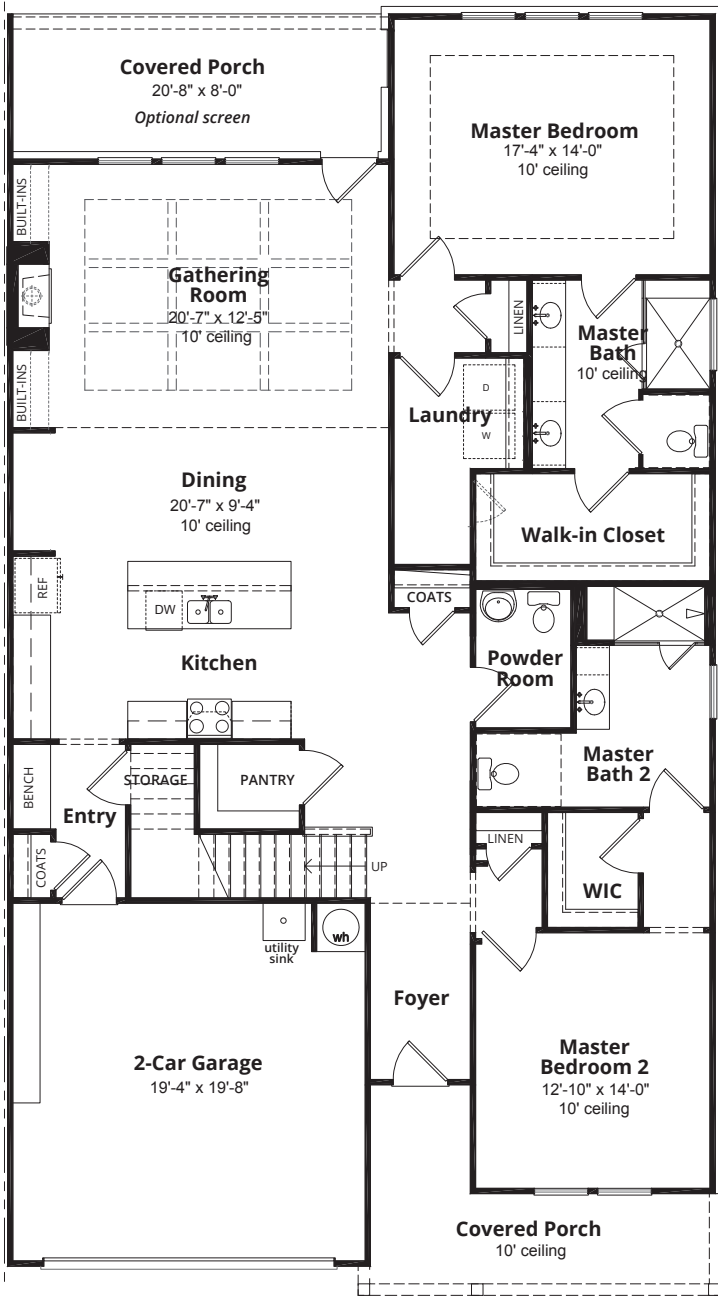 Covered Porch
20'-8" x 8'-0"
Optional screen
Master Bedroom
17'-4" x 14'-0"
10' ceiling
BUILT-INS
Gathering
Room
20'-7" x 12'-5"
10' ceiling
BUILT-INS
LINEN
Master
Bath
10' ceiling
D
W
Laundry
Dining
20'-7" x 9'-4"
10' ceiling
Walk-in Closet
REF
DW
COATS
Kitchen
Powder
Room
Master
Bath 2
BENCH
STORAGE
PANTRY
Entry
COATS
UP
LINEN
WIC
utility
sink
wh
Foyer
2-Car Garage
19'-4" x 19'-8"
Master
Bedroom 2
12'-10" x 14'-0"
10' ceiling
Covered Porch
10' ceiling